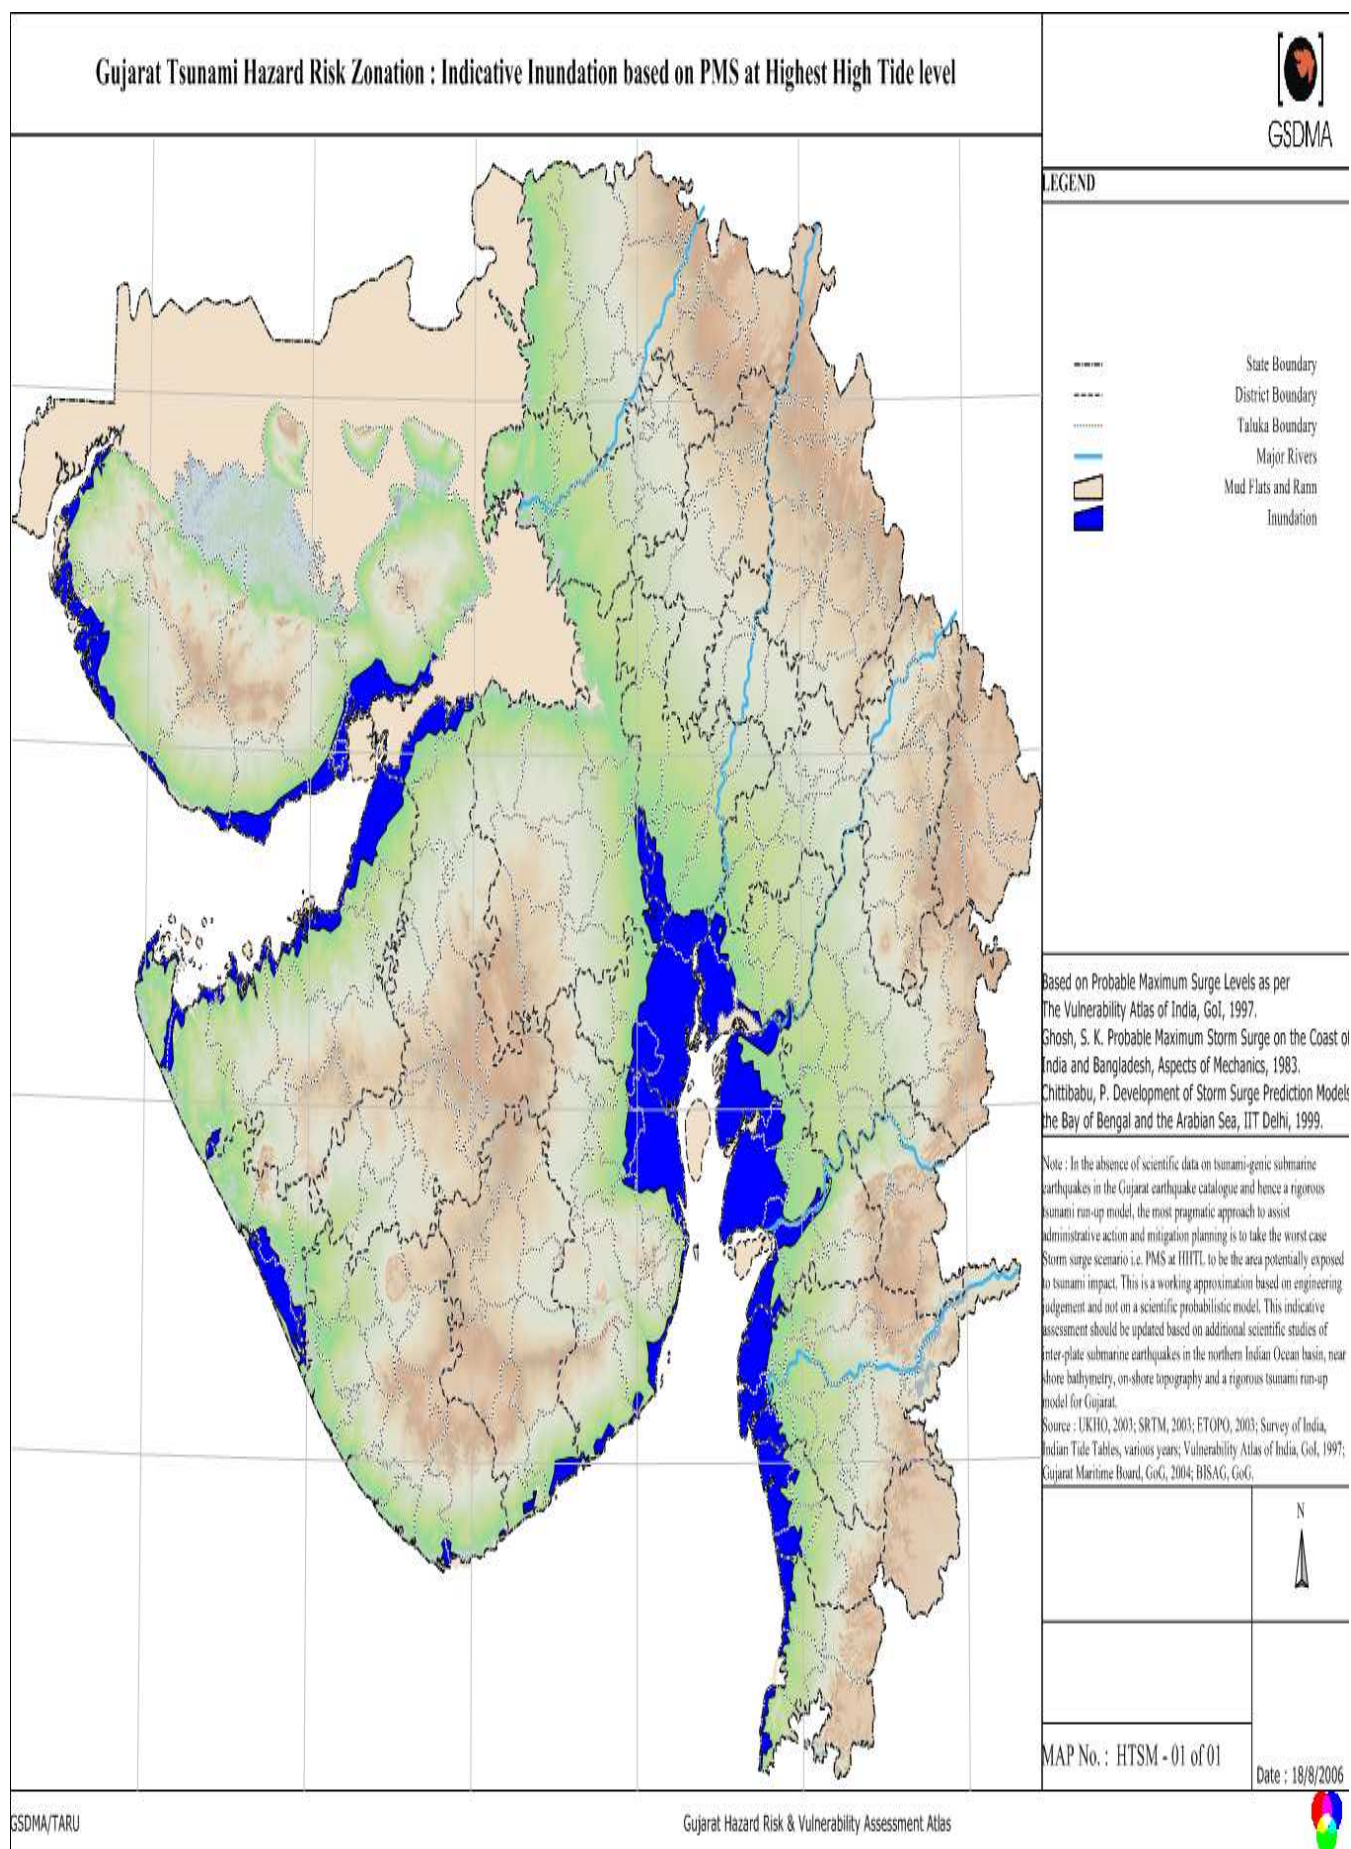 Gujarat Tsunami Hazard Risk Zonation : Indicative Inundation based on PMS at Highest High Tide level
GSDMA
LEGEND
State Boundary
District Boundary
Taluka Boundary
Major Rivers
Mud Flats and Rann
Inundation
Based on Probable Maximum Surge Levels as per
The Vulnerability Atlas of India, GoI, 1997.
Ghosh, S. K. Probable Maximum Storm Surge on the Coast of
India and Bangladesh, Aspects of Mechanics, 1983.
Chittibabu, P. Development of Storm Surge Prediction Models
the Bay of Bengal and the Arabian Sea, IIT Delhi, 1999.
Note : In the absence of scientific data on tsunami-genic submarine
earthquakes in the Gujarat earthquake catalogue and hence a rigorous
tsunami run-up model, the most pragmatic approach to assist
administrative action and mitigation planning is to take the worst case
Storm surge scenario i.e. PMS at HHTL to be the area potentially exposed
to tsunami impact. This is a working approximation based on engineering
judgement and not on a scientific probabilistic model. This indicative
assessment should be updated based on additional scientific studies of
inter-plate submarine earthquakes in the northern Indian Ocean basin, near
shore bathymetry, on-shore topography and a rigorous tsunami run-up
model for Gujarat.
Source : UKHO, 2003; SRTM, 2003; ETOPO, 2003; Survey of India,
Indian Tide Tables, various years; Vulnerability Atlas of India, GoI, 1997;
Gujarat Maritime Board, GoG, 2004; BISAG, GoG.
N
MAP No. : HTSM - 01 of 01
Date : 18/8/2006
GSDMA/TARU
Gujarat Hazard Risk & Vulnerability Assessment Atlas